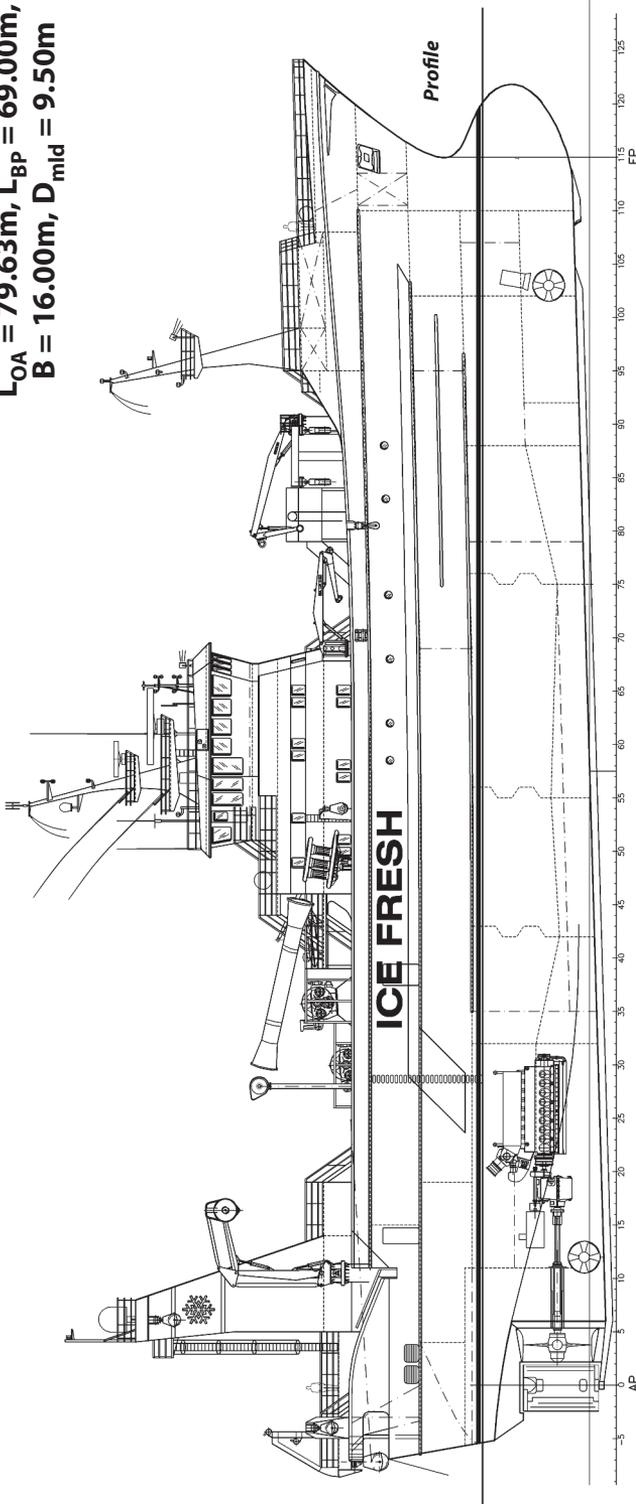 L_OA = 79.63m, L_BP = 69.00m,
B = 16.00m, D_mld = 9.50m
Profile
ICE FRESH
-5 0 5 10 15 20 25 30 35 40 45 50 55 60 65 70 75 80 85 90 95 100 105 110 115 120 125
AP FP